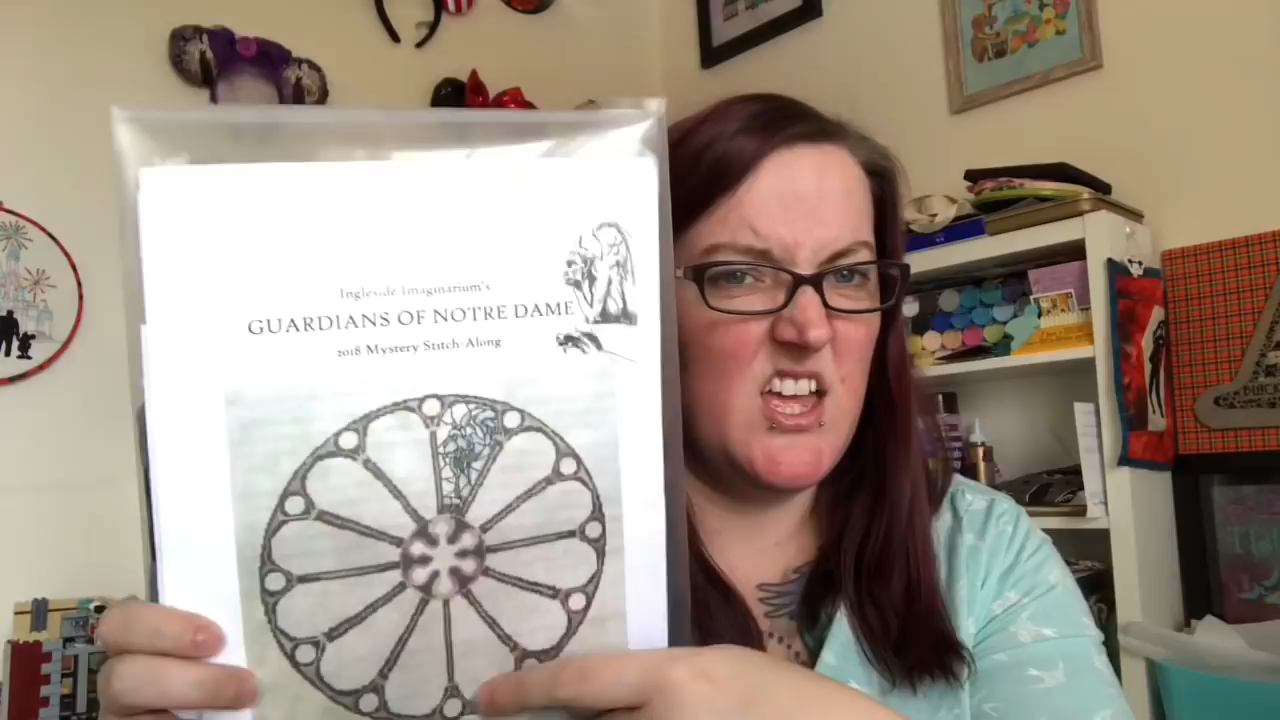 Ingleside Imaginarium's
GUARDIANS OF NOTRE DAME
2018 Mystery Stitch-Along